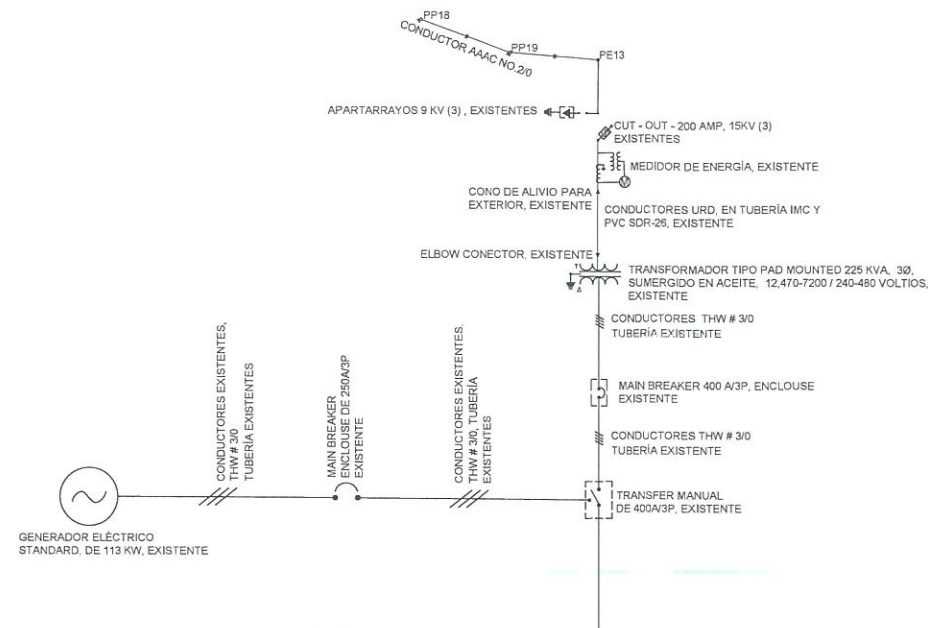 PP18
CONDUCTOR AAAC NO.2/0
PP19
PE13
APARTARRAYOS 9 KV (3) , EXISTENTES
CUT - OUT - 200 AMP, 15KV (3)
EXISTENTES
MEDIDOR DE ENERGÍA, EXISTENTE
M
CONO DE ALIVIO PARA
EXTERIOR, EXISTENTE
CONDUCTORES URD, EN TUBERÍA IMC Y
PVC SDR-26, EXISTENTE
ELBOW CONECTOR, EXISTENTE
TRANSFORMADOR TIPO PAD MOUNTED 225 KVA, 3Ø,
SUMERGIDO EN ACEITE, 12,470-7200 / 240-480 VOLTIOS,
EXISTENTE
CONDUCTORES THW # 3/0
TUBERÍA EXISTENTE
MAIN BREAKER 400 A/3P, ENCLOUSE
EXISTENTE
CONDUCTORES THW # 3/0
TUBERÍA EXISTENTE
TRANSFER MANUAL
DE 400A/3P, EXISTENTE
CONDUCTORES EXISTENTES,
THW # 3/0
TUBERÍA EXISTENTES
MAIN BREAKER
ENCLOUSE DE 250A/3P
EXISTENTE
CONDUCTORES EXISTENTES,
THW # 3/0, TUBERÍA
EXISTENTES
GENERADOR ELÉCTRICO
STANDARD, DE 113 KW, EXISTENTE